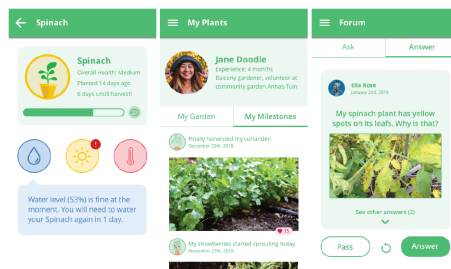 Spinach
Spinach
Overall Health: Medium
Planted 14 days ago
6 days until harvest!
!
Water level (53%) is fine at the
moment. You will need to water
your Spinach again in 1 day.
My Plants
Jane Doodle
Experience: 4 months
Balcony gardener, volunteer at
community garden Annas Tuin
My Garden
My Milestones
Finally harvested my coriander!
December 20th, 2018
15
My strawberries started sprouting today.
November 27th, 2018
Forum
Ask
Answer
Ella Rose
January 2nd, 2019
My spinach plant has yellow
spots on its leafs. Why is that?
See other answers (2)
Pass
Answer